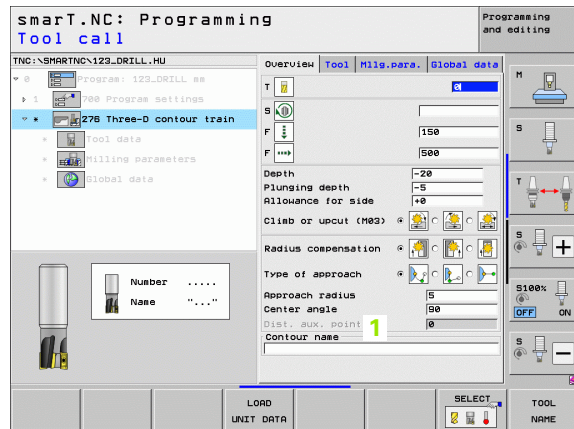 smarT.NC: Programming
Tool call
Programming
and editing
TNC:\SMARTNC\123_DRILL.HU
0 Program: 123_DRILL mm
1 700 Program settings
* 276 Three-D contour train
* Tool data
* Milling parameters
* Global data
Number .....
Name "..."
Overview Tool Millg.para. Global data
T 0
S
F 150
F 500
Depth -20
Plunging depth -5
Allowance for side +0
Climb or upcut (M03)
Radius compensation
Type of approach
Approach radius 5
Center angle 90
Dist. aux. point 0
1
Contour name
M
S
T
S +
S100%
OFF ON
S −
LOAD
UNIT DATA
SELECT
TOOL
NAME